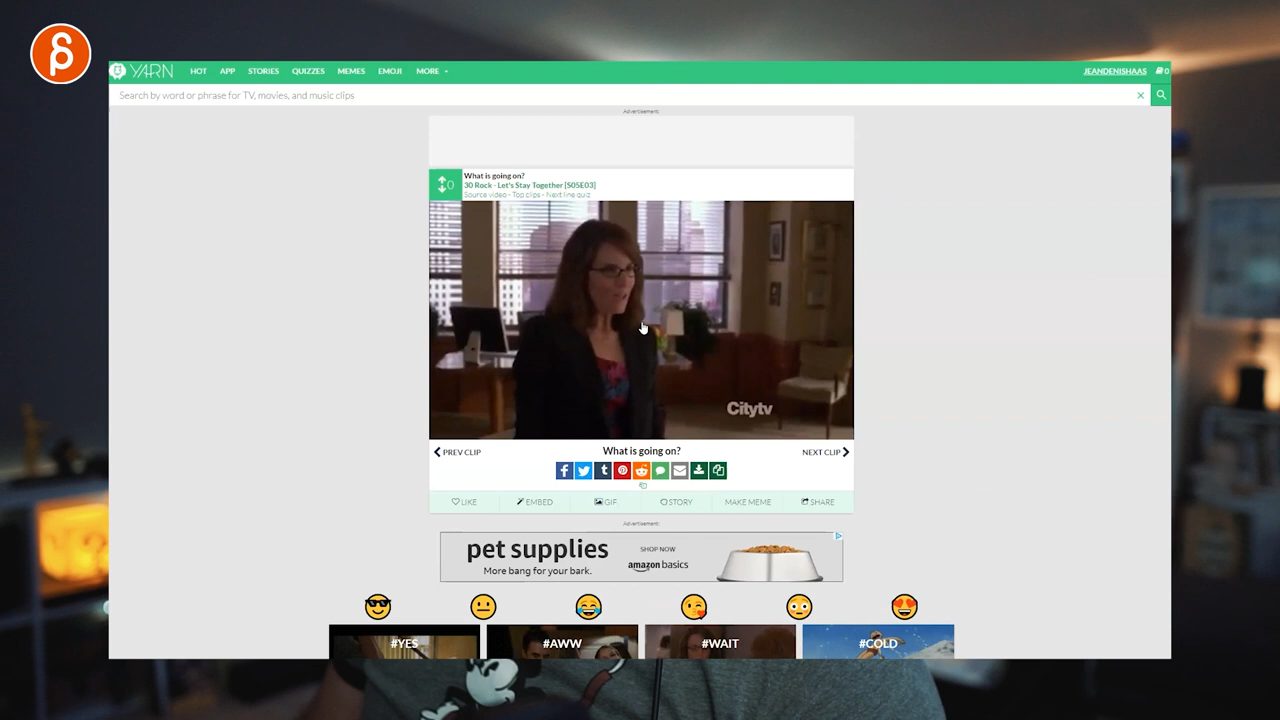 YARN
HOT
APP
STORIES
QUIZZES
MEMES
EMOJI
MORE
JEANDENISHAAS
0
Search by word or phrase for TV, movies, and music clips
Advertisement:
0
What is going on?
30 Rock - Let's Stay Together [S05E03]
Source video - Top clips - Next line quiz
Citytv
PREV CLIP
What is going on?
NEXT CLIP
LIKE
EMBED
GIF
STORY
MAKE MEME
SHARE
Advertisement:
pet supplies
More bang for your bark.
SHOP NOW
amazon basics
#YES
#AWW
#WAIT
#COLD